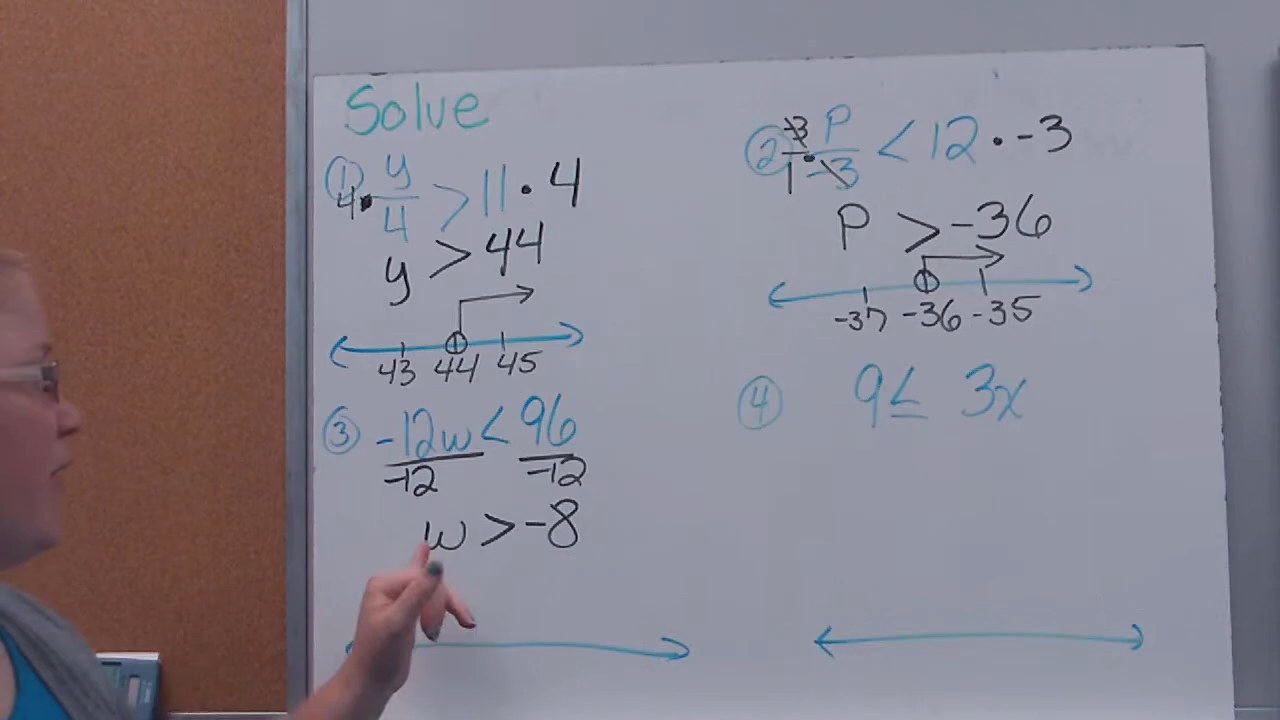 Solve
① 4 · y/4 > 11 · 4
y > 44
43 44 45
② -3/1 · P/-3 < 12 · -3
P > -36
-37 -36 -35
③ -12w < 96
-12 -12
w > -8
④ 9 ≤ 3x